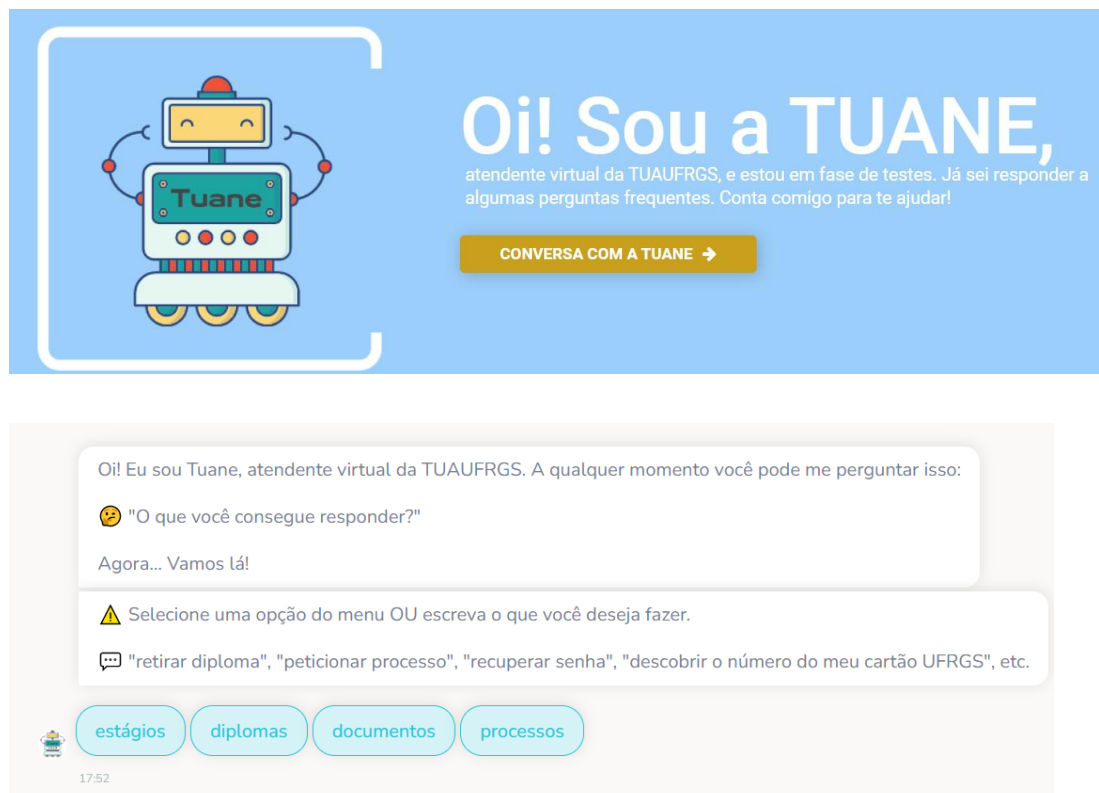 Tuane
Oi! Sou a TUANE,
atendente virtual da TUAUFRGS, e estou em fase de testes. Já sei responder a
algumas perguntas frequentes. Conta comigo para te ajudar!
CONVERSA COM A TUANE
Oi! Eu sou Tuane, atendente virtual da TUAUFRGS. A qualquer momento você pode me perguntar isso:
"O que você consegue responder?"
Agora... Vamos lá!
Selecione uma opção do menu OU escreva o que você deseja fazer.
"retirar diploma", "peticionar processo", "recuperar senha", "descobrir o número do meu cartão UFRGS", etc.
estágios diplomas documentos processos
17:52